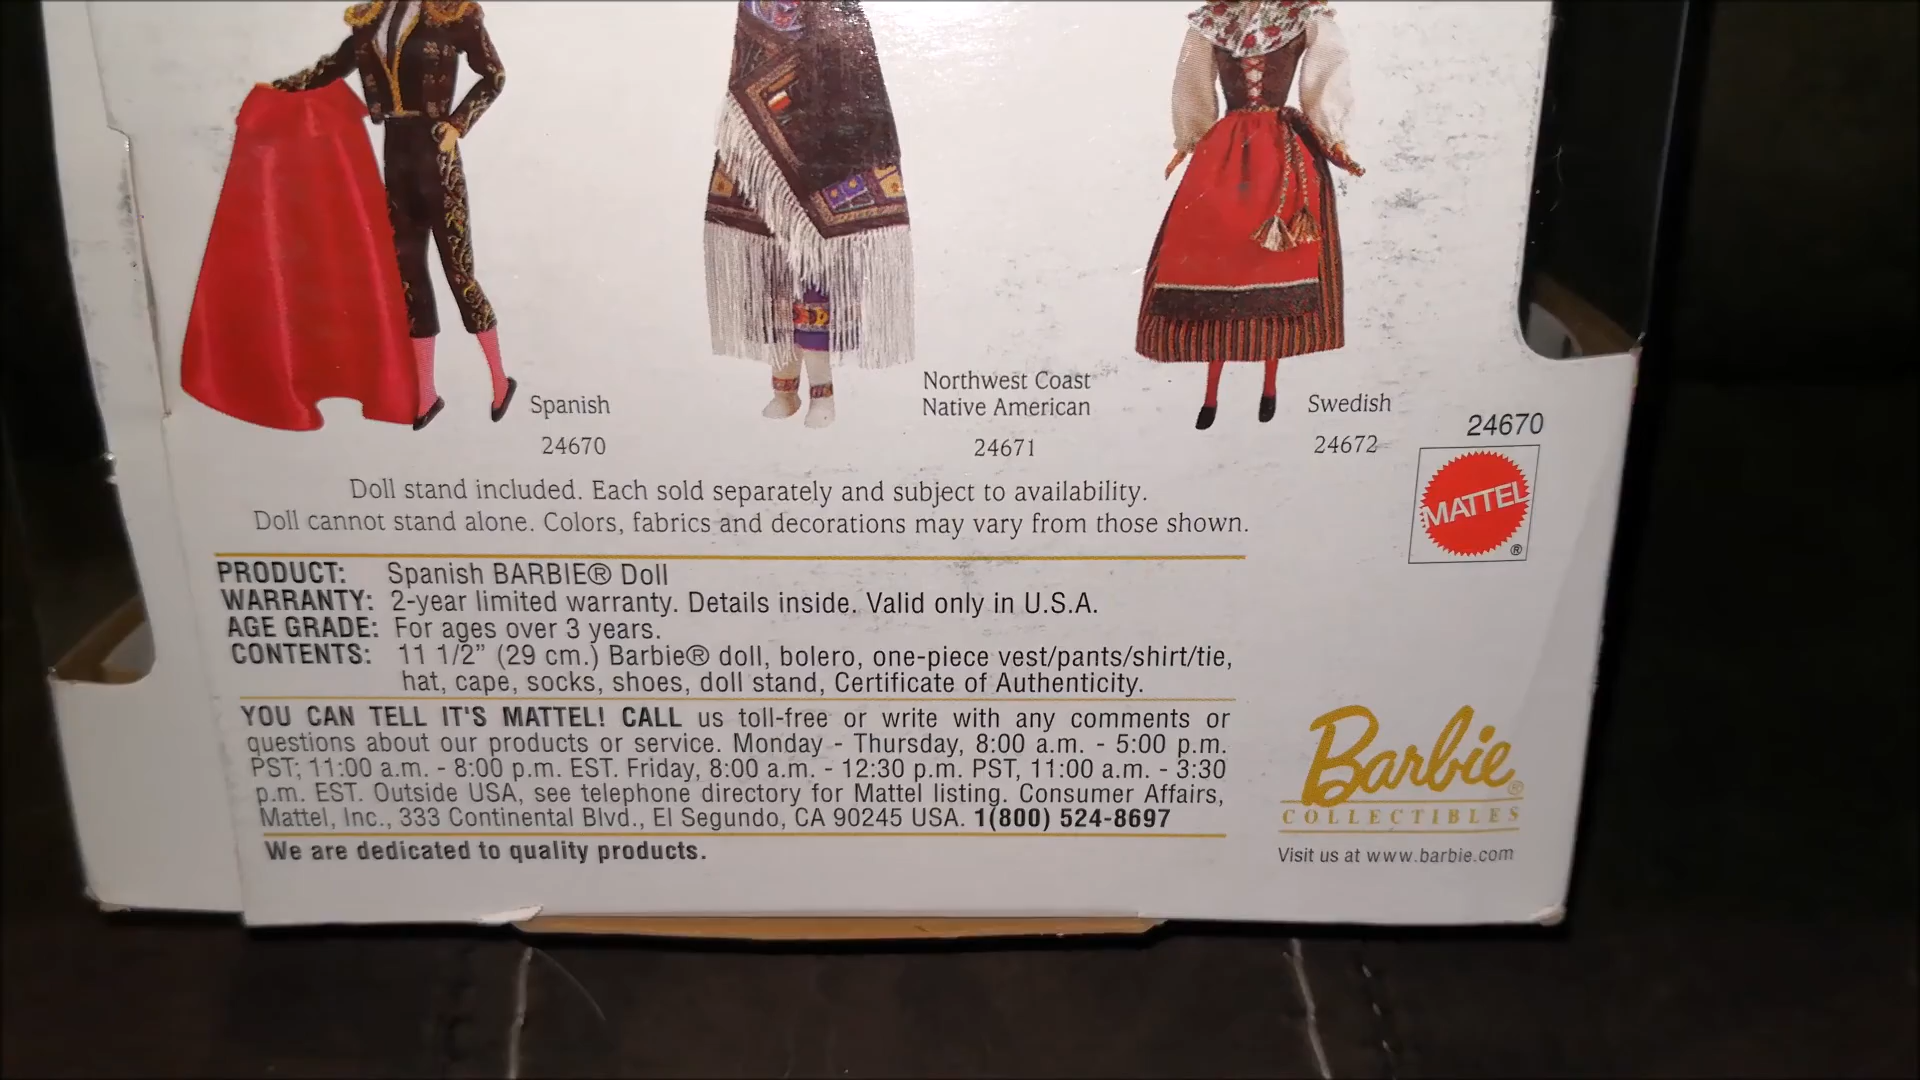 Spanish
24670
Northwest Coast
Native American
24671
Swedish
24672
24670
MATTEL
®
Doll stand included. Each sold separately and subject to availability.
Doll cannot stand alone. Colors, fabrics and decorations may vary from those shown.
PRODUCT: Spanish BARBIE® Doll
WARRANTY: 2-year limited warranty. Details inside. Valid only in U.S.A.
AGE GRADE: For ages over 3 years.
CONTENTS: 11 1/2” (29 cm.) Barbie® doll, bolero, one-piece vest/pants/shirt/tie,
hat, cape, socks, shoes, doll stand, Certificate of Authenticity.
YOU CAN TELL IT'S MATTEL! CALL us toll-free or write with any comments or
questions about our products or service. Monday - Thursday, 8:00 a.m. - 5:00 p.m.
PST; 11:00 a.m. - 8:00 p.m. EST. Friday, 8:00 a.m. - 12:30 p.m. PST, 11:00 a.m. - 3:30
p.m. EST. Outside USA, see telephone directory for Mattel listing. Consumer Affairs,
Mattel, Inc., 333 Continental Blvd., El Segundo, CA 90245 USA. 1(800) 524-8697
We are dedicated to quality products.
Barbie®
COLLECTIBLES
Visit us at www.barbie.com